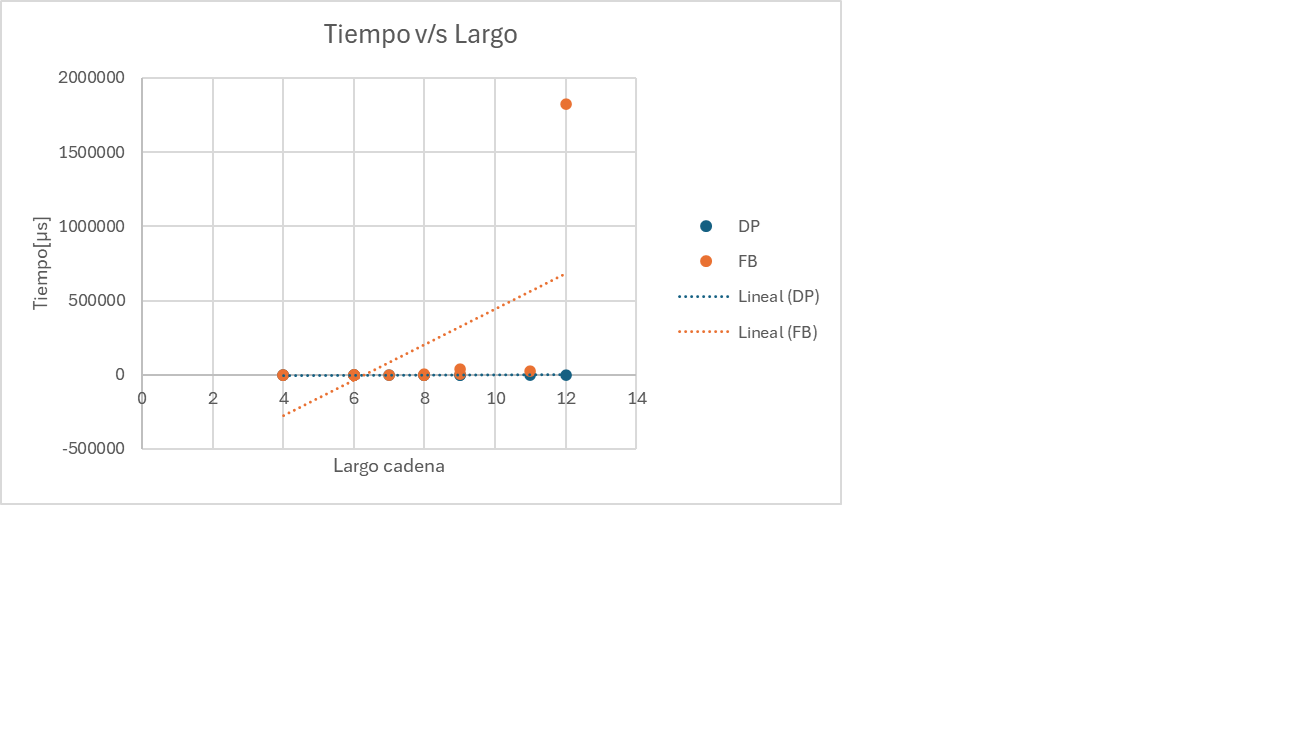 Tiempo v/s Largo
2000000
1500000
1000000
500000
0
-500000
Tiempo[µs]
0 2 4 6 8 10 12 14
Largo cadena
DP
FB
Lineal (DP)
Lineal (FB)